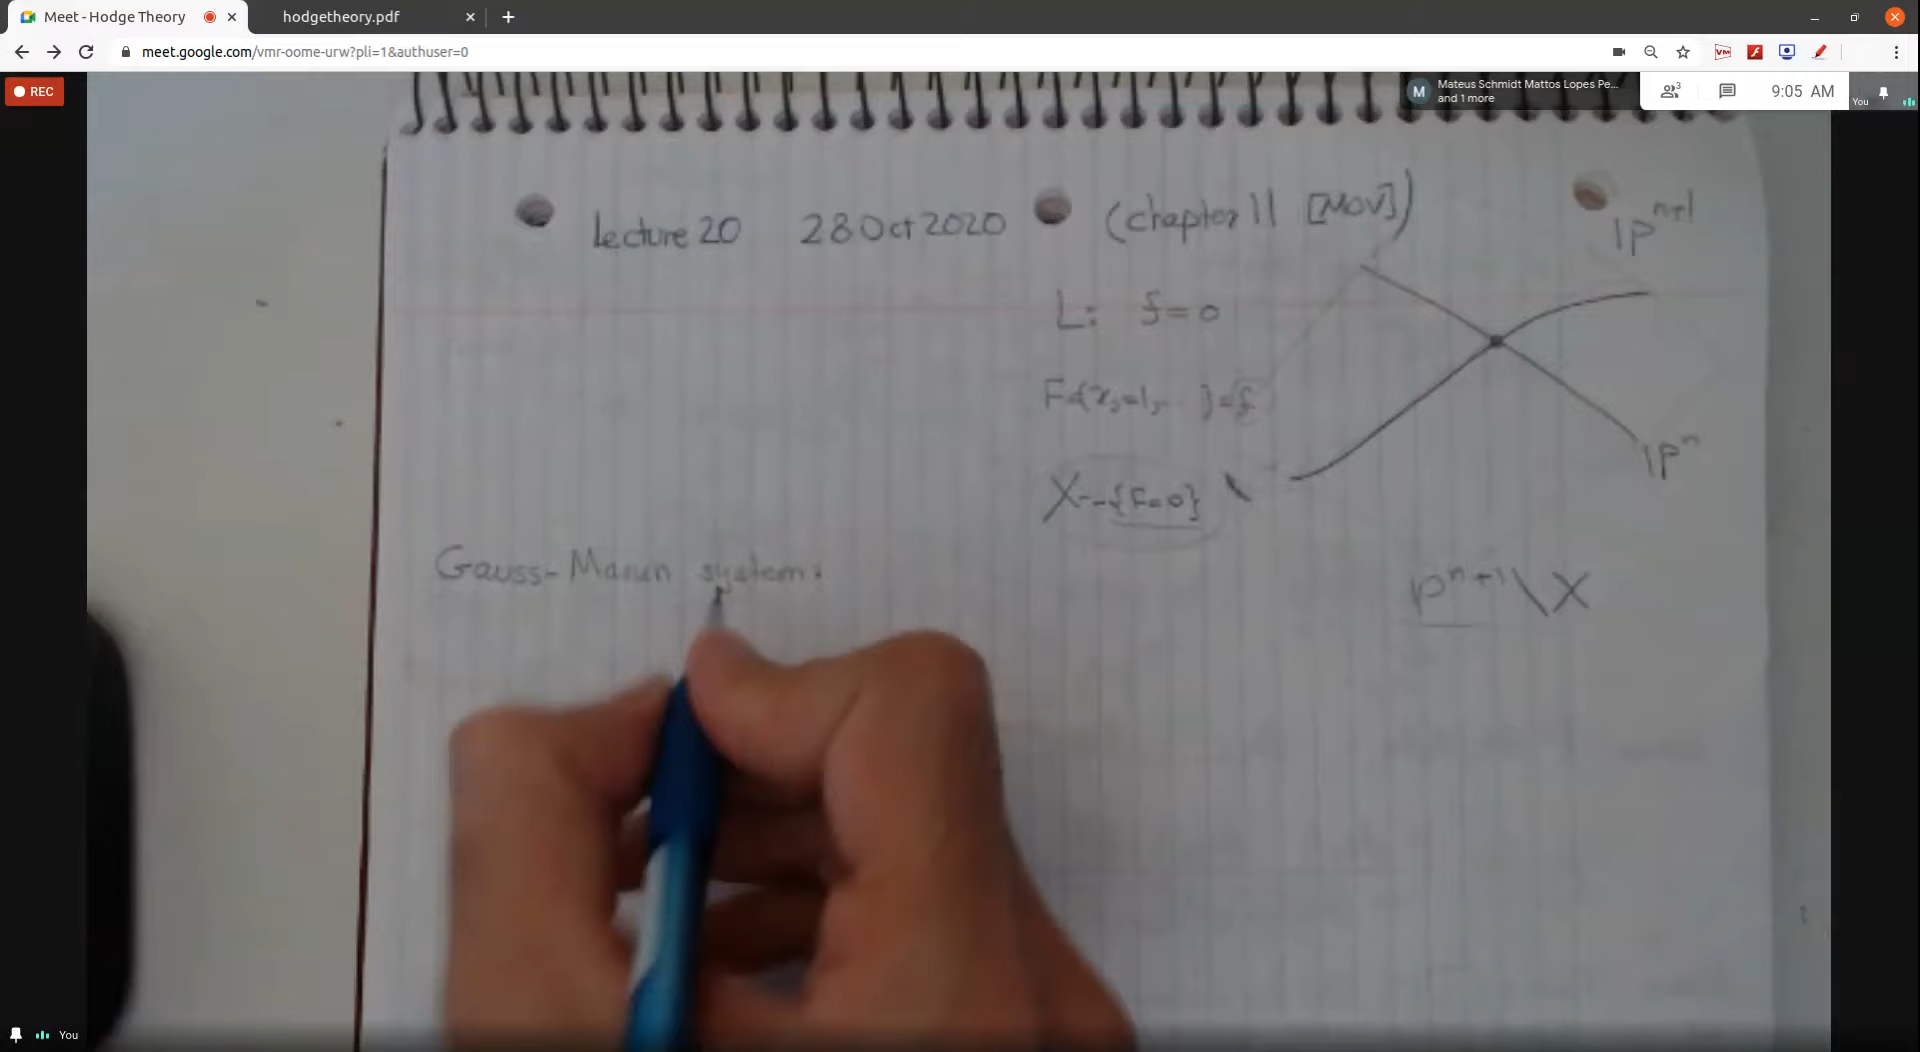 Meet - Hodge Theory
hodgetheory.pdf
meet.google.com/vmr-oome-urw?pli=1&authuser=0
REC
M
Mateus Schmidt Mattos Lopes Pe...
and 1 more
3
9:05 AM
You
lecture 20 28 Oct 2020 (chapter 11 [MOV])
ℙⁿ⁺¹
L: f=0
ℙⁿ
X--{F=0} \
Gauss-Manin system:
ℙⁿ⁺¹\X
You